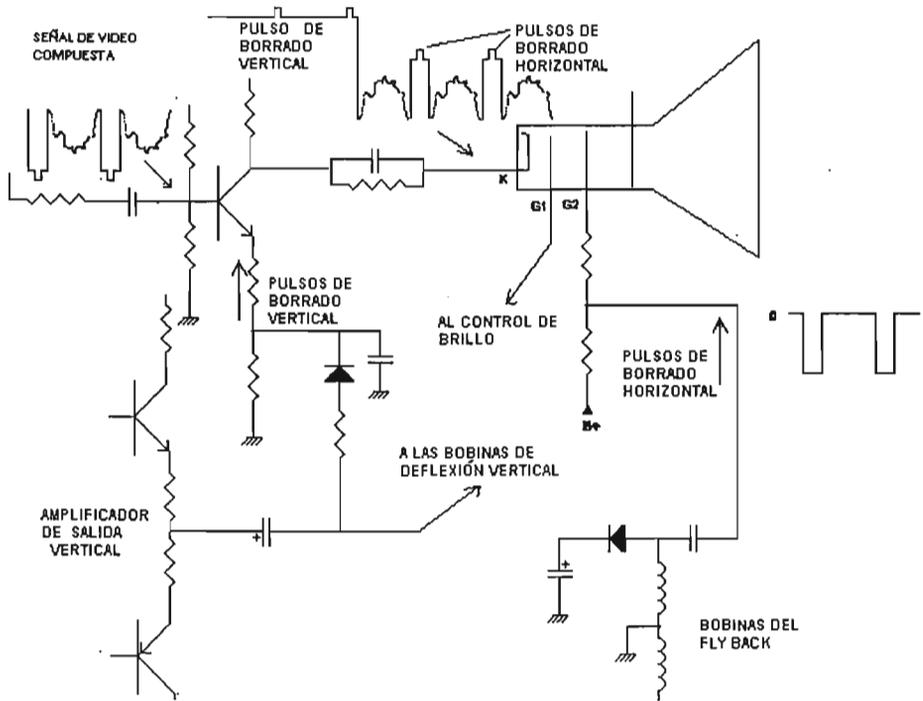 SEÑAL DE VIDEO
COMPUESTA
PULSO DE
BORRADO
VERTICAL
PULSOS DE
BORRADO
HORIZONTAL
K
G1
G2
PULSOS DE
BORRADO
VERTICAL
AL CONTROL DE
BRILLO
PULSOS DE
BORRADO
HORIZONTAL
B+
A LAS BOBINAS DE
DEFLEXIÓN VERTICAL
AMPLIFICADOR
DE SALIDA
VERTICAL
+
+
BOBINAS DEL
FLY BACK